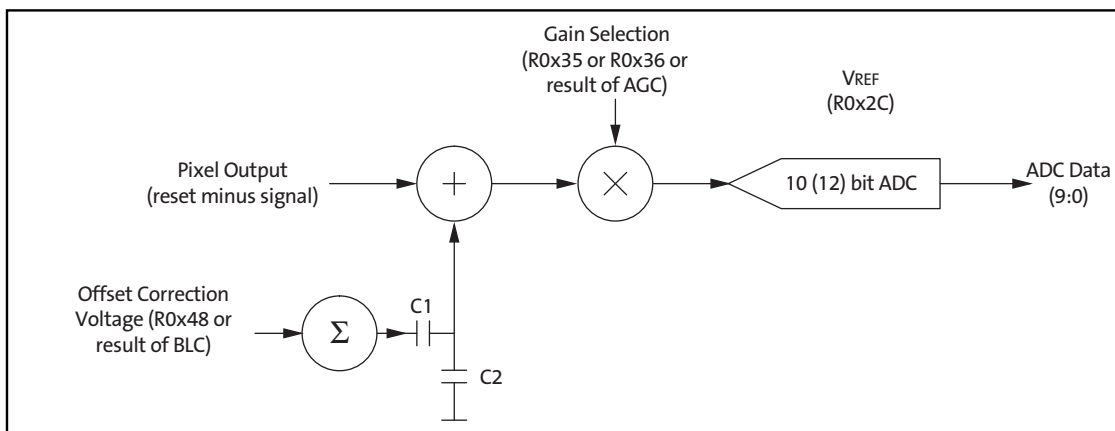 Gain Selection
(R0x35 or R0x36 or
result of AGC)
VREF
(R0x2C)
Pixel Output
(reset minus signal)
+
×
10 (12) bit ADC
ADC Data
(9:0)
Offset Correction
Voltage (R0x48 or
result of BLC)
Σ
C1
C2